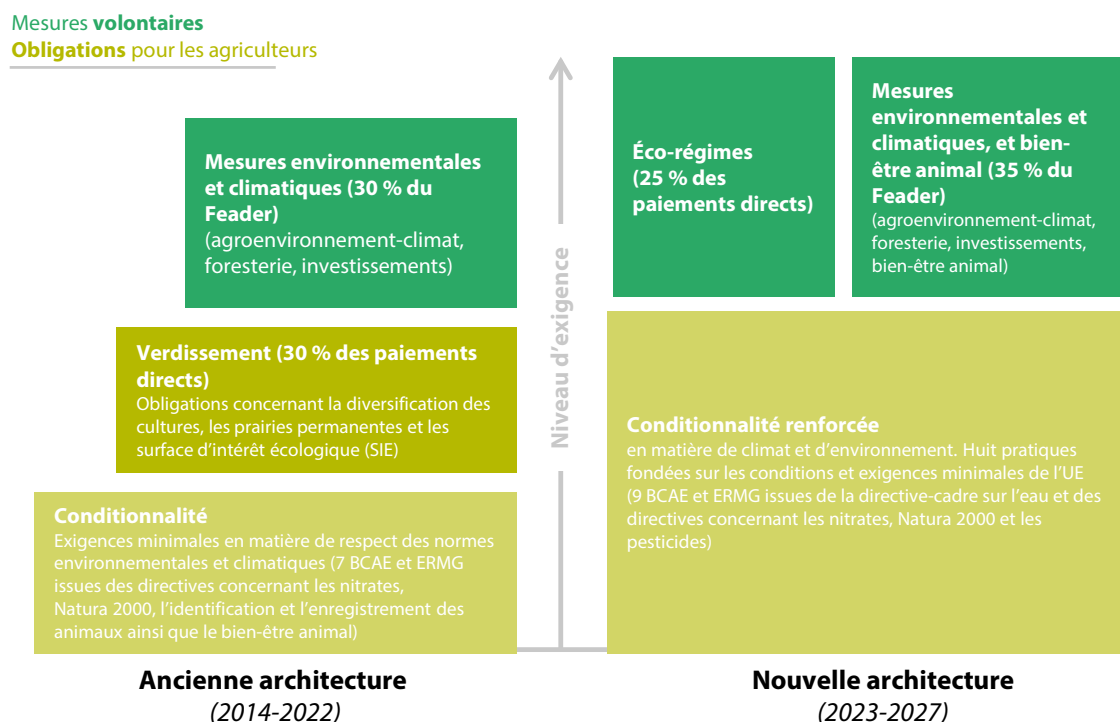 Mesures volontaires
Obligations pour les agriculteurs
Mesures environnementales
et climatiques (30 % du
Feader)
(agroenvironnement-climat,
foresterie, investissements)
Verdissement (30 % des paiements
directs)
Obligations concernant la diversification des
cultures, les prairies permanentes et les
surface d’intérêt écologique (SIE)
Conditionnalité
Exigences minimales en matière de respect des normes
environnementales et climatiques (7 BCAE et ERMG
issues des directives concernant les nitrates,
Natura 2000, l’identification et l’enregistrement des
animaux ainsi que le bien-être animal)
Ancienne architecture
(2014-2022)
Niveau d’exigence
Éco-régimes
(25 % des
paiements directs)
Mesures
environnementales et
climatiques, et bien-
être animal (35 % du
Feader)
(agroenvironnement-climat,
foresterie, investissements,
bien-être animal)
Conditionnalité renforcée
en matière de climat et d’environnement. Huit pratiques
fondées sur les conditions et exigences minimales de l’UE
(9 BCAE et ERMG issues de la directive-cadre sur l’eau et des
directives concernant les nitrates, Natura 2000 et les
pesticides)
Nouvelle architecture
(2023-2027)